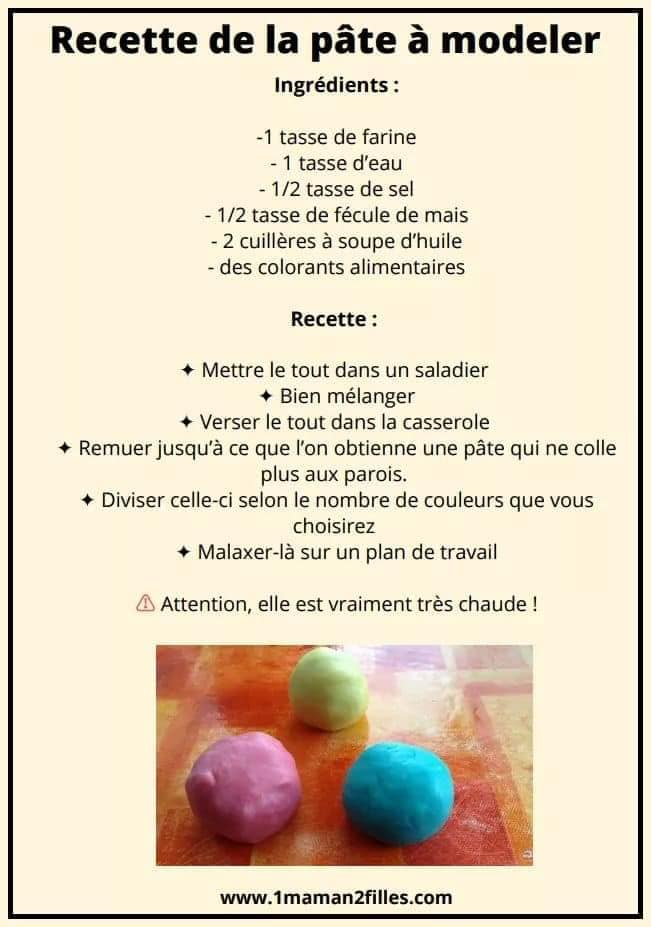 Recette de la pâte à modeler
Ingrédients :
-1 tasse de farine
- 1 tasse d’eau
- 1/2 tasse de sel
- 1/2 tasse de fécule de mais
- 2 cuillères à soupe d’huile
- des colorants alimentaires
Recette :
✦ Mettre le tout dans un saladier
✦ Bien mélanger
✦ Verser le tout dans la casserole
✦ Remuer jusqu’à ce que l’on obtienne une pâte qui ne colle
plus aux parois.
✦ Diviser celle-ci selon le nombre de couleurs que vous
choisirez
✦ Malaxer-là sur un plan de travail
⚠ Attention, elle est vraiment très chaude !
www.1maman2filles.com